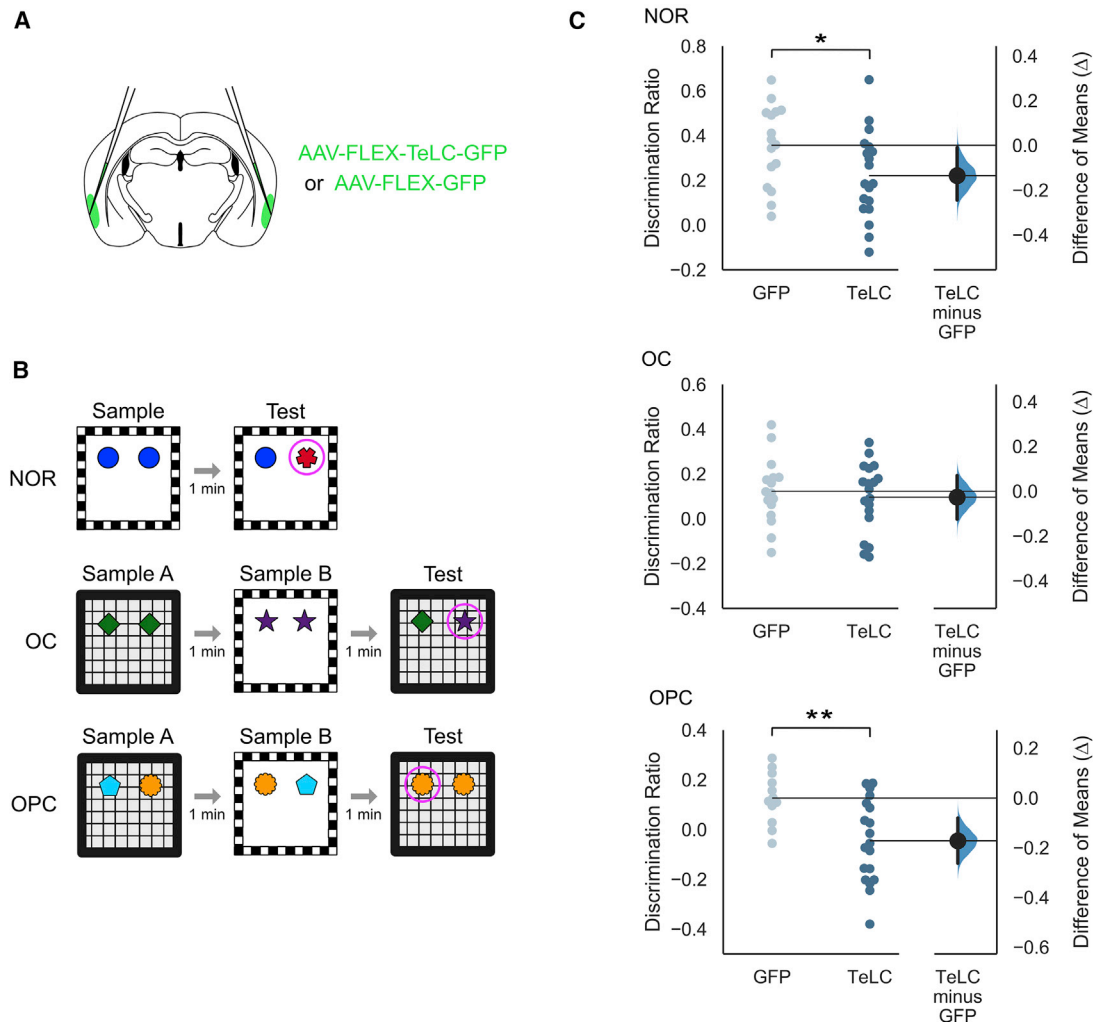 A
AAV-FLEX-TeLC-GFP
or AAV-FLEX-GFP
B
Sample
Test
NOR
1 min
Sample A
Sample B
Test
OC
1 min
1 min
Sample A
Sample B
Test
OPC
1 min
1 min
C
NOR
*
Discrimination Ratio
0.8
0.6
0.4
0.2
0.0
−0.2
GFP
TeLC
TeLC
minus
GFP
0.4
0.2
0.0
−0.2
−0.4
Difference of Means (Δ)
OC
Discrimination Ratio
0.6
0.4
0.2
0.0
−0.2
−0.4
GFP
TeLC
TeLC
minus
GFP
0.4
0.2
0.0
−0.2
−0.4
Difference of Means (Δ)
OPC
**
Discrimination Ratio
0.4
0.2
0.0
−0.2
−0.4
GFP
TeLC
TeLC
minus
GFP
0.2
0.0
−0.2
−0.4
−0.6
Difference of Means (Δ)